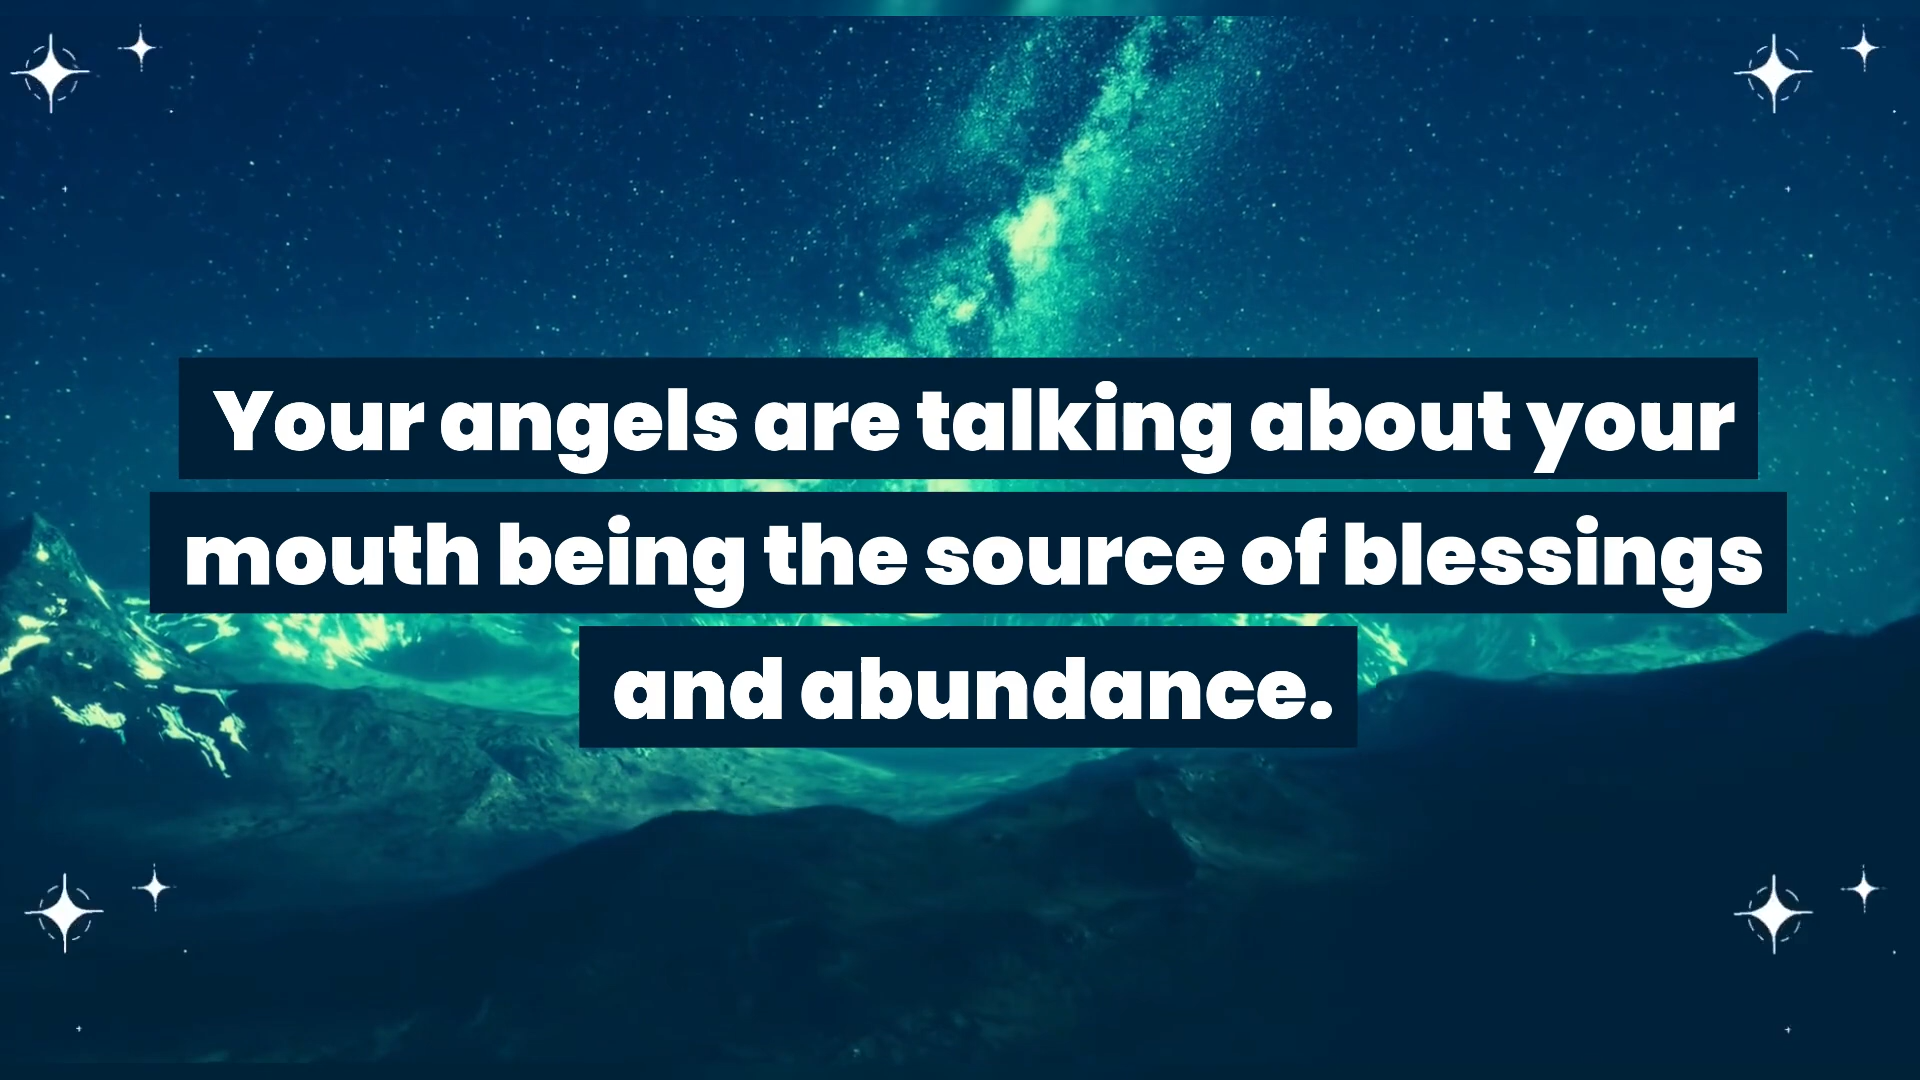 Your angels are talking about your
mouth being the source of blessings
and abundance.